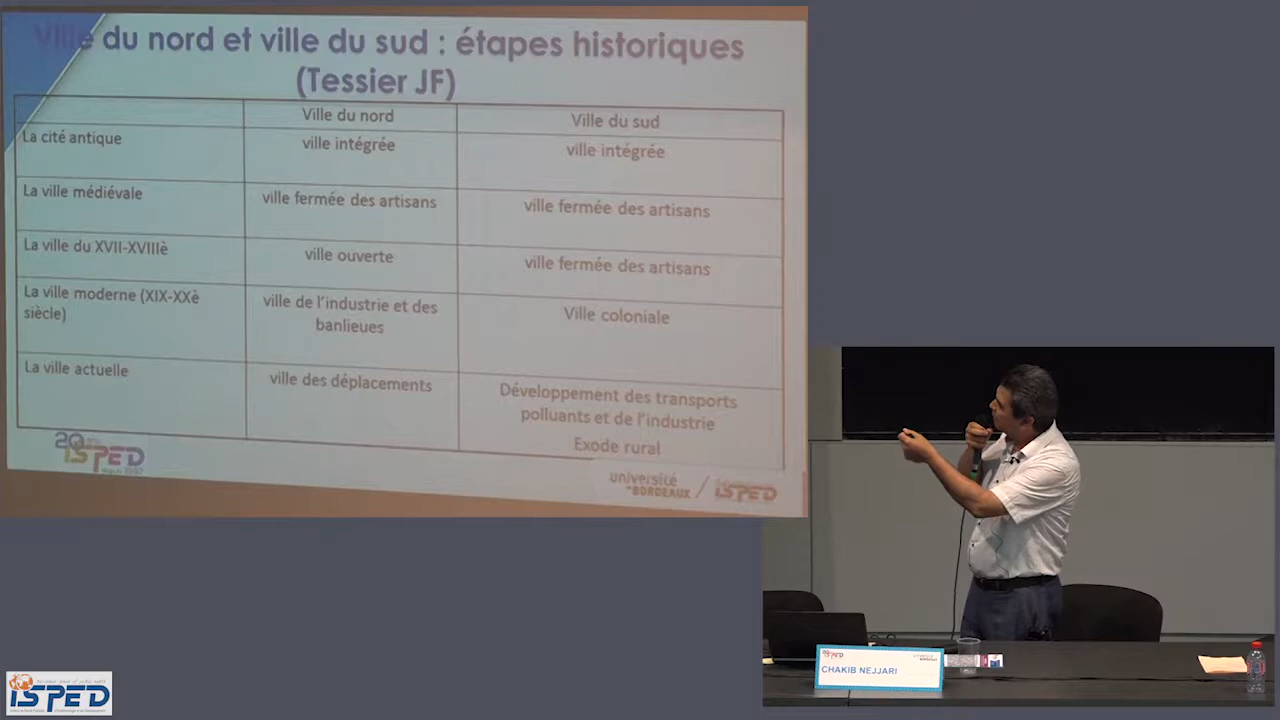 Ville du nord et ville du sud : étapes historiques
(Tessier JF)
Ville du nord
Ville du sud
La cité antique
ville intégrée
ville intégrée
La ville médiévale
ville fermée des artisans
ville fermée des artisans
La ville du XVII-XVIIIè
ville ouverte
ville fermée des artisans
La ville moderne (XIX-XXè
siècle)
ville de l'industrie et des
banlieues
Ville coloniale
La ville actuelle
ville des déplacements
Développement des transports
polluants et de l'industrie
Exode rural
20 ans
ISPED
université
de BORDEAUX
ISPED
CHAKIB NEJJARI
ISPED